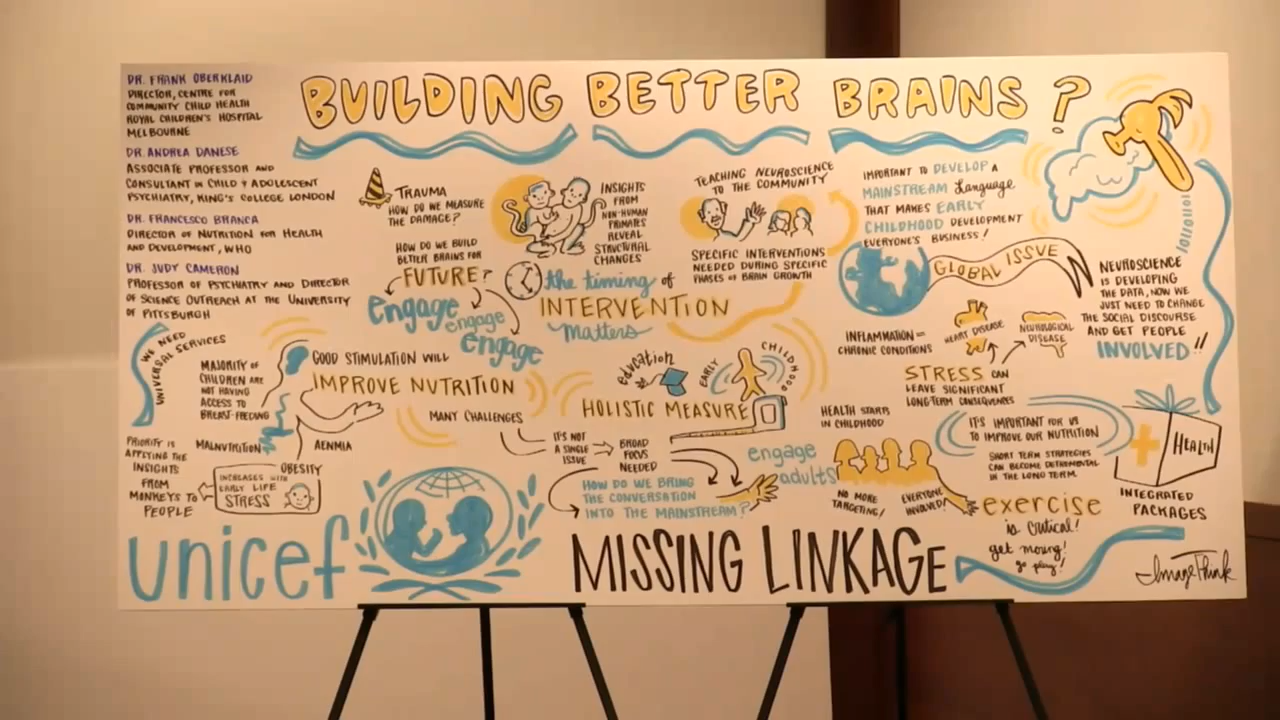 BUILDING BETTER BRAINS?
DR. FRANK OBERKLAID
DIRECTOR, CENTRE FOR
COMMUNITY CHILD HEALTH
ROYAL CHILDREN'S HOSPITAL
MELBOURNE
DR. ANDREA DANESE
ASSOCIATE PROFESSOR AND
CONSULTANT IN CHILD & ADOLESCENT
PSYCHIATRY, KING'S COLLEGE LONDON
DR. FRANCESCO BRANCA
DIRECTOR OF NUTRITION FOR HEALTH
AND DEVELOPMENT, WHO
DR. JUDY CAMERON
PROFESSOR OF PSYCHIATRY AND DIRECTOR
OF SCIENCE OUTREACH AT THE UNIVERSITY
OF PITTSBURGH
TRAUMA
HOW DO WE MEASURE
THE DAMAGE?
HOW DO WE BUILD
BETTER BRAINS FOR
FUTURE?
engage
engage
engage
INSIGHTS
FROM
NON-HUMAN
PRIMATES
REVEAL
STRUCTURAL
CHANGES
the timing of
INTERVENTION
matters
TEACHING NEUROSCIENCE
TO THE COMMUNITY
SPECIFIC INTERVENTIONS
NEEDED DURING SPECIFIC
PHASES OF BRAIN GROWTH
IMPORTANT TO DEVELOP A
MAINSTREAM Language
THAT MAKES EARLY
CHILDHOOD DEVELOPMENT
EVERYONE'S BUSINESS!
GLOBAL ISSUE
NEUROSCIENCE
IS DEVELOPING
THE DATA, NOW WE
JUST NEED TO CHANGE
THE SOCIAL DISCOURSE
AND GET PEOPLE
INVOLVED!!
WE NEED
UNIVERSAL SERVICES
MAJORITY OF
CHILDREN ARE
NOT HAVING
ACCESS TO
BREAST-FEEDING
GOOD STIMULATION WILL
IMPROVE NUTRITION
MANY CHALLENGES
MALNUTRITION
AENMIA
OBESITY
PRIORITY IS
APPLYING THE
INSIGHTS
FROM
MONKEYS TO
PEOPLE
INCREASES WITH
EARLY LIFE
STRESS
education
EARLY
CHILDHOOD
HOLISTIC MEASURE
IT'S NOT
A SINGLE
ISSUE
BROAD
FOCUS
NEEDED
HOW DO WE BRING
THE CONVERSATION
INTO THE MAINSTREAM?
engage
adults
INFLAMMATION =
CHRONIC CONDITIONS
HEART DISEASE
NEUROLOGICAL
DISEASE
STRESS CAN
LEAVE SIGNIFICANT
LONG-TERM CONSEQUENCES
HEALTH STARTS
IN CHILDHOOD
NO MORE
TARGETING!
EVERYONE
INVOLVED!
IT'S IMPORTANT FOR US
TO IMPROVE OUR NUTRITION
SHORT TERM STRATEGIES
CAN BECOME DETRIMENTAL
IN THE LONG TERM
exercise
is critical!
get moving!
go play!
HEALTH
INTEGRATED
PACKAGES
unicef
MISSING LINKAGE
ImageThink